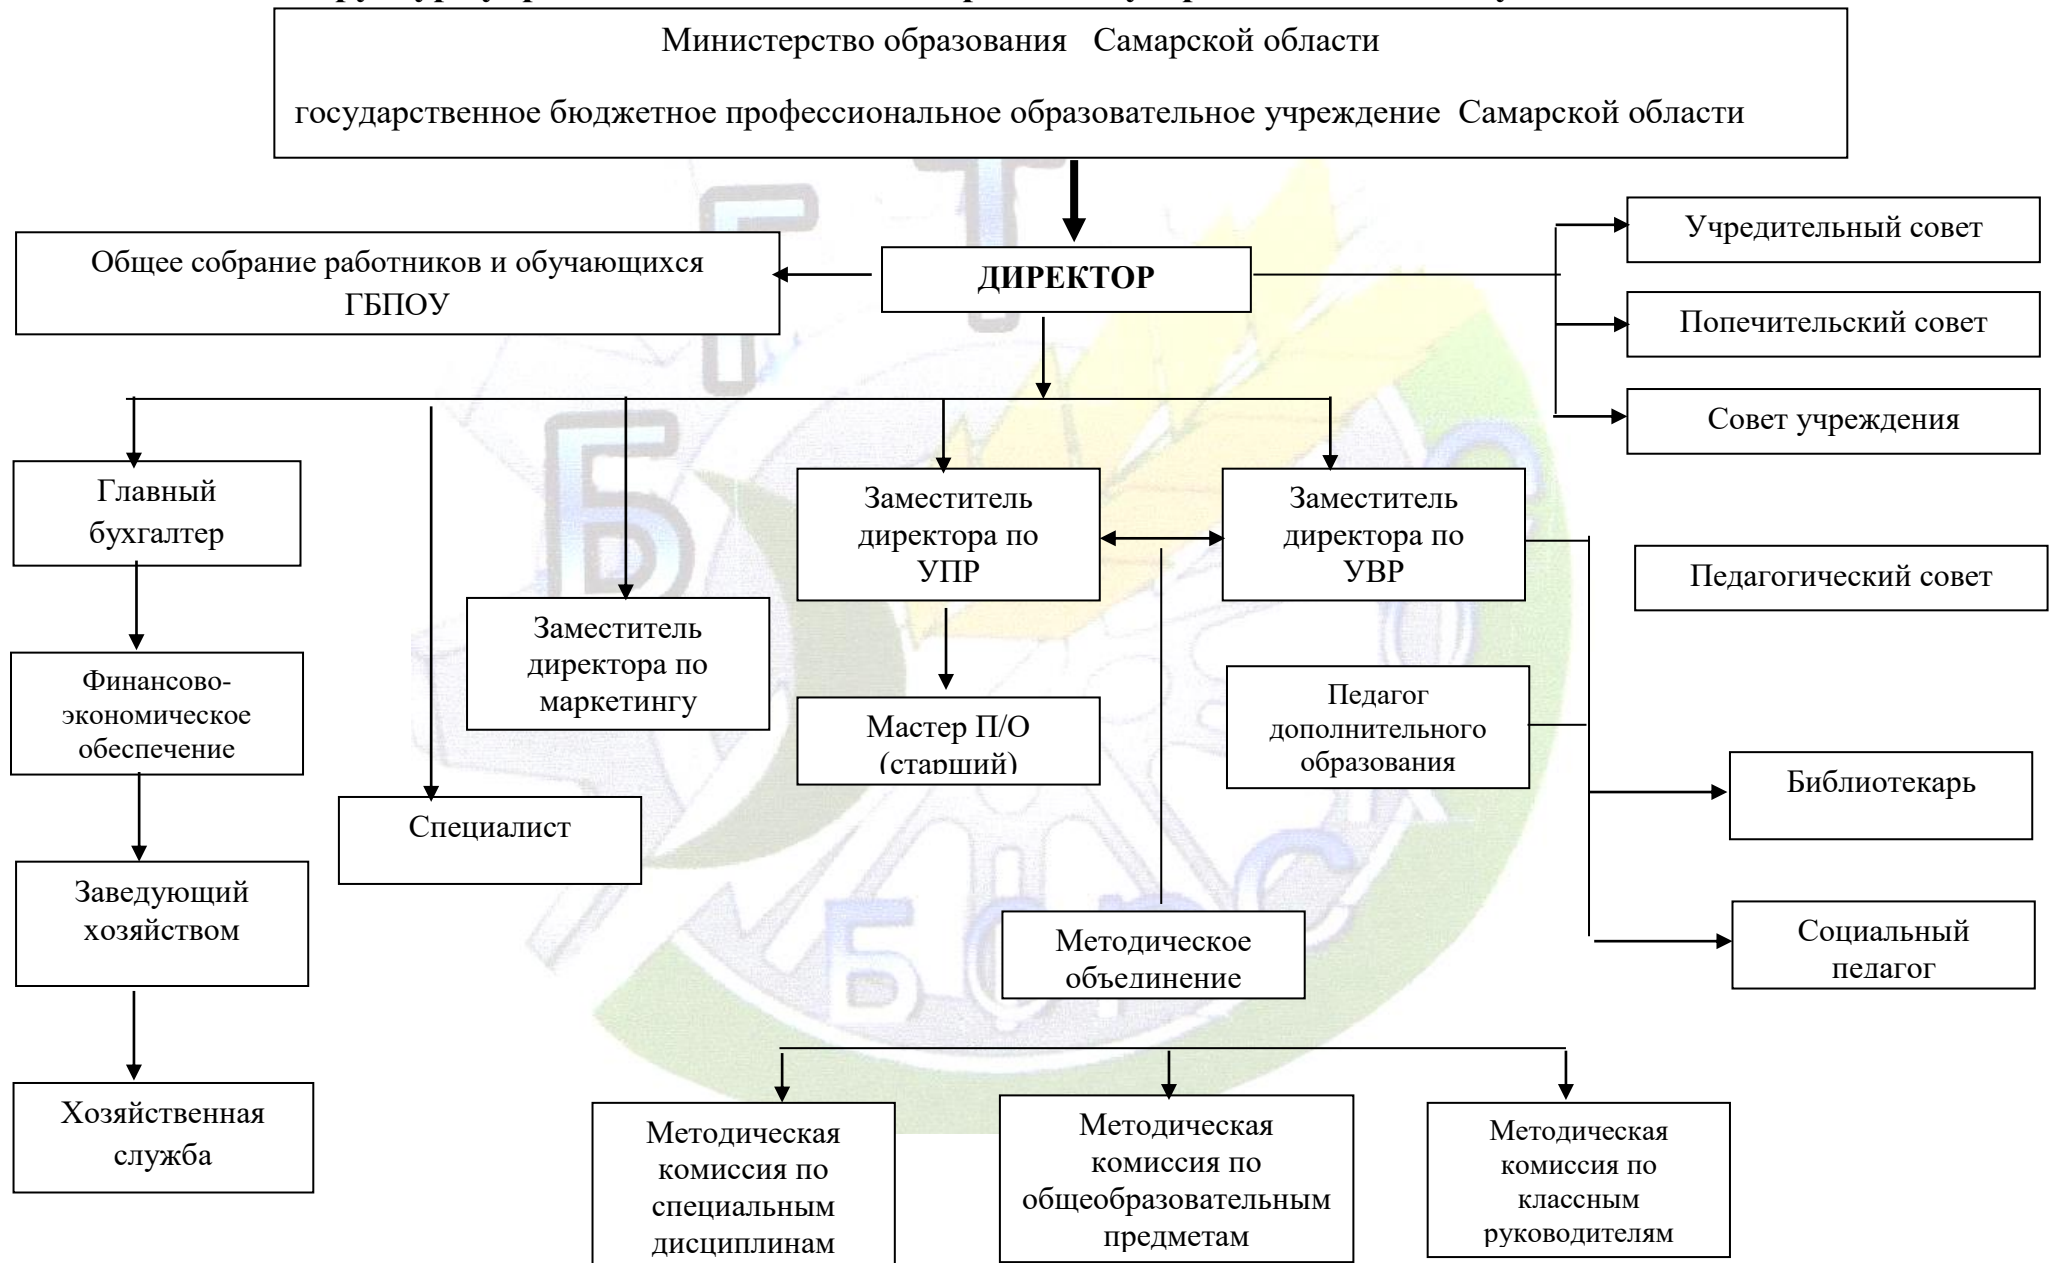 Министерство образования Самарской области
государственное бюджетное профессиональное образовательное учреждение Самарской области
Учредительный совет
Общее собрание работников и обучающихся
ГБПОУ
ДИРЕКТОР
Попечительский совет
Совет учреждения
Главный
бухгалтер
Заместитель
директора по
УПР
Заместитель
директора по
УВР
Педагогический совет
Заместитель
директора по
маркетингу
Финансово-
экономическое
обеспечение
Мастер П/О
(старший)
Педагог
дополнительного
образования
Библиотекарь
Специалист
Заведующий
хозяйством
Методическое
объединение
Социальный
педагог
Хозяйственная
служба
Методическая
комиссия по
специальным
дисциплинам
Методическая
комиссия по
общеобразовательным
предметам
Методическая
комиссия по
классным
руководителям
Б Г Т